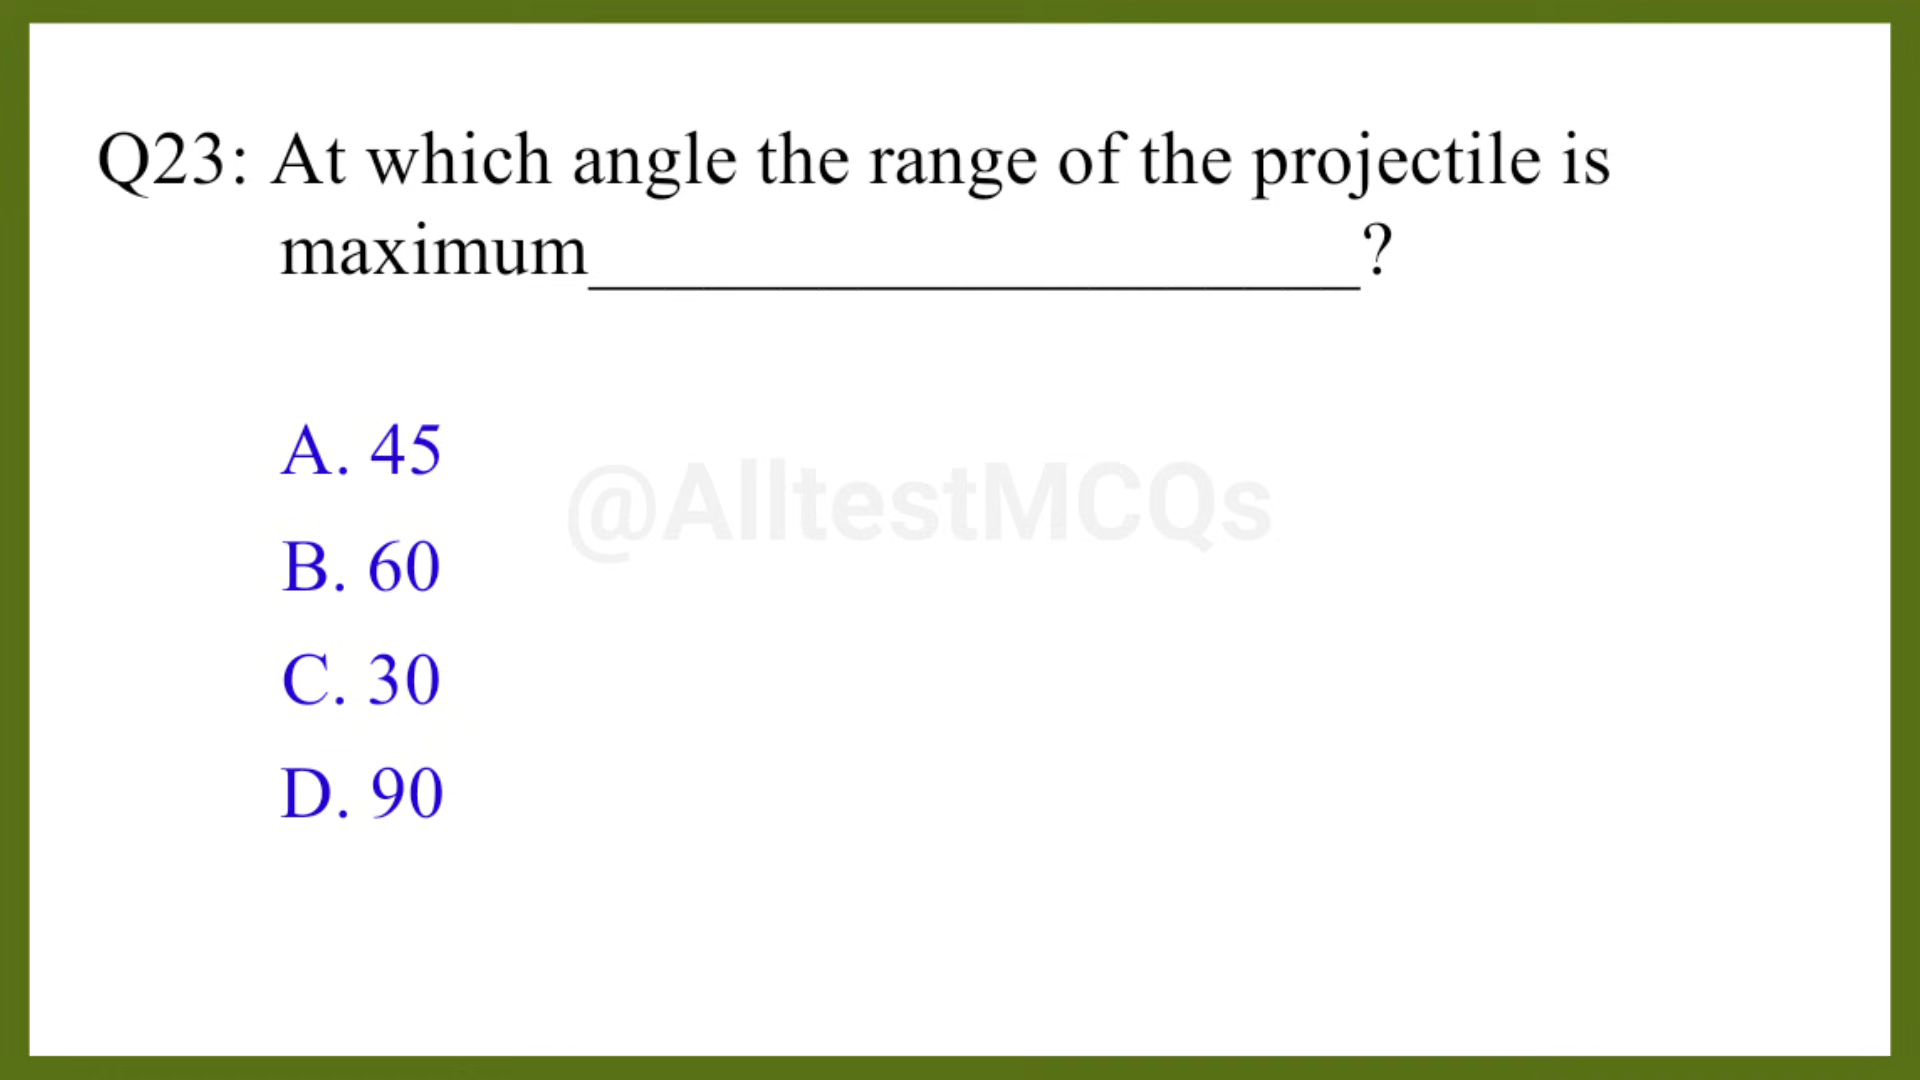 Q23: At which angle the range of the projectile is
maximum____________________?
A. 45
@AlltestMCQs
B. 60
C. 30
D. 90